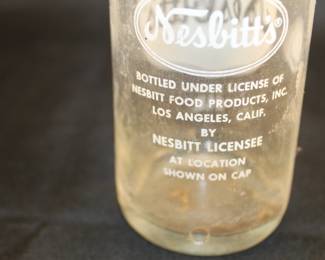 Nesbitt's
BOTTLED UNDER LICENSE OF
NESBITT FOOD PRODUCTS, INC.
LOS ANGELES, CALIF.
BY
NESBITT LICENSEE
AT LOCATION
SHOWN ON CAP